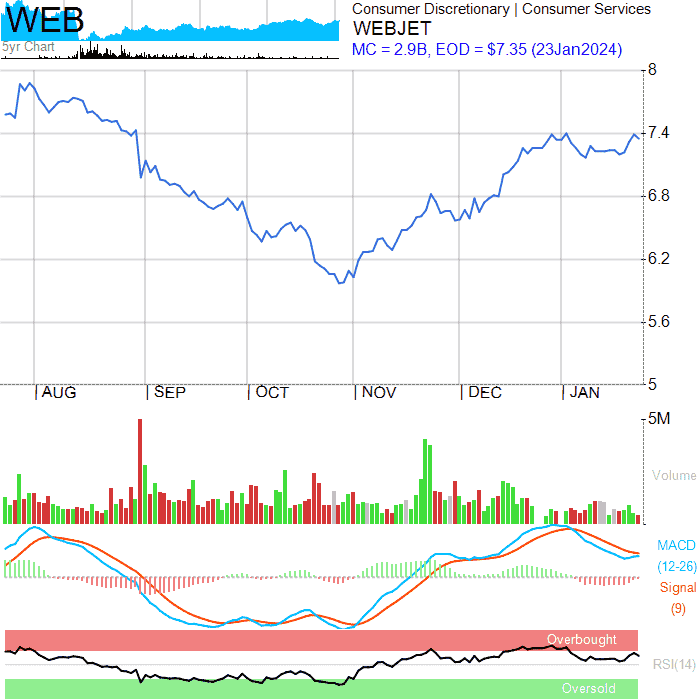 WEB
5yr Chart
Consumer Discretionary | Consumer Services
WEBJET
MC = 2.9B, EOD = $7.35 (23Jan2024)
8
7.4
6.8
6.2
5.6
5
|AUG |SEP |OCT |NOV |DEC |JAN
5M
Volume
MACD
(12-26)
Signal
(9)
Overbought
RSI(14)
Oversold